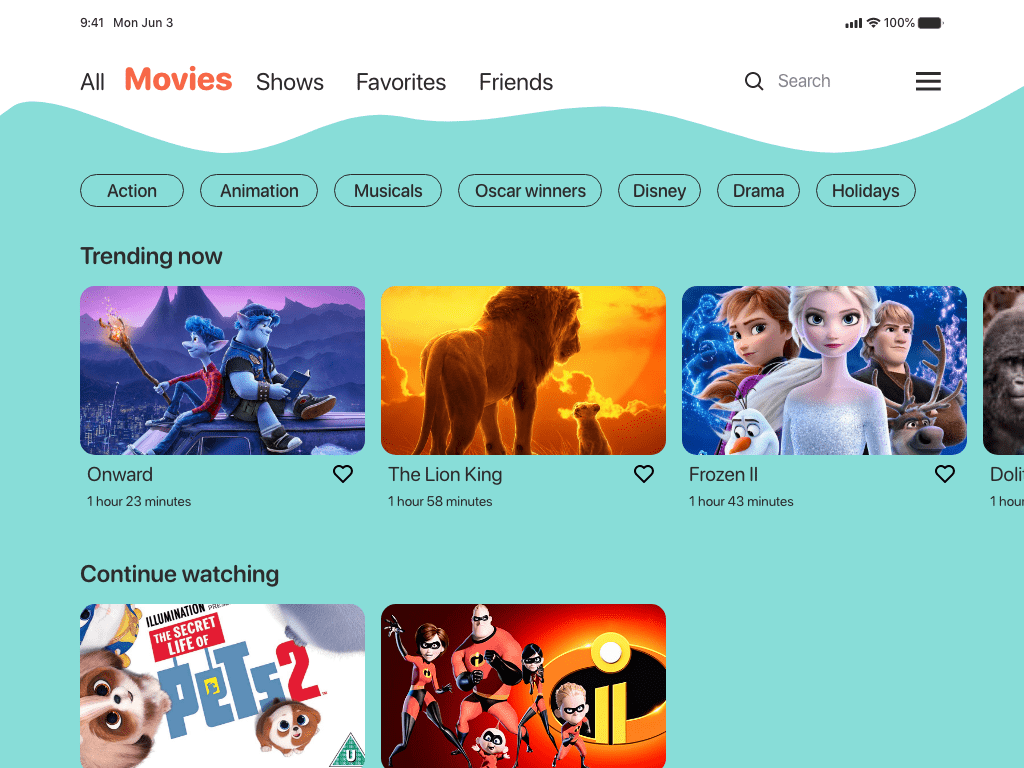 9:41 Mon Jun 3 100%
All Movies Shows Favorites Friends Search
Action Animation Musicals Oscar winners Disney Drama Holidays
Trending now
Onward The Lion King Frozen II
1 hour 23 minutes 1 hour 58 minutes 1 hour 43 minutes 1 hour
Continue watching
ILLUMINATION
THE SECRET
LIFE OF
PETS 2
U